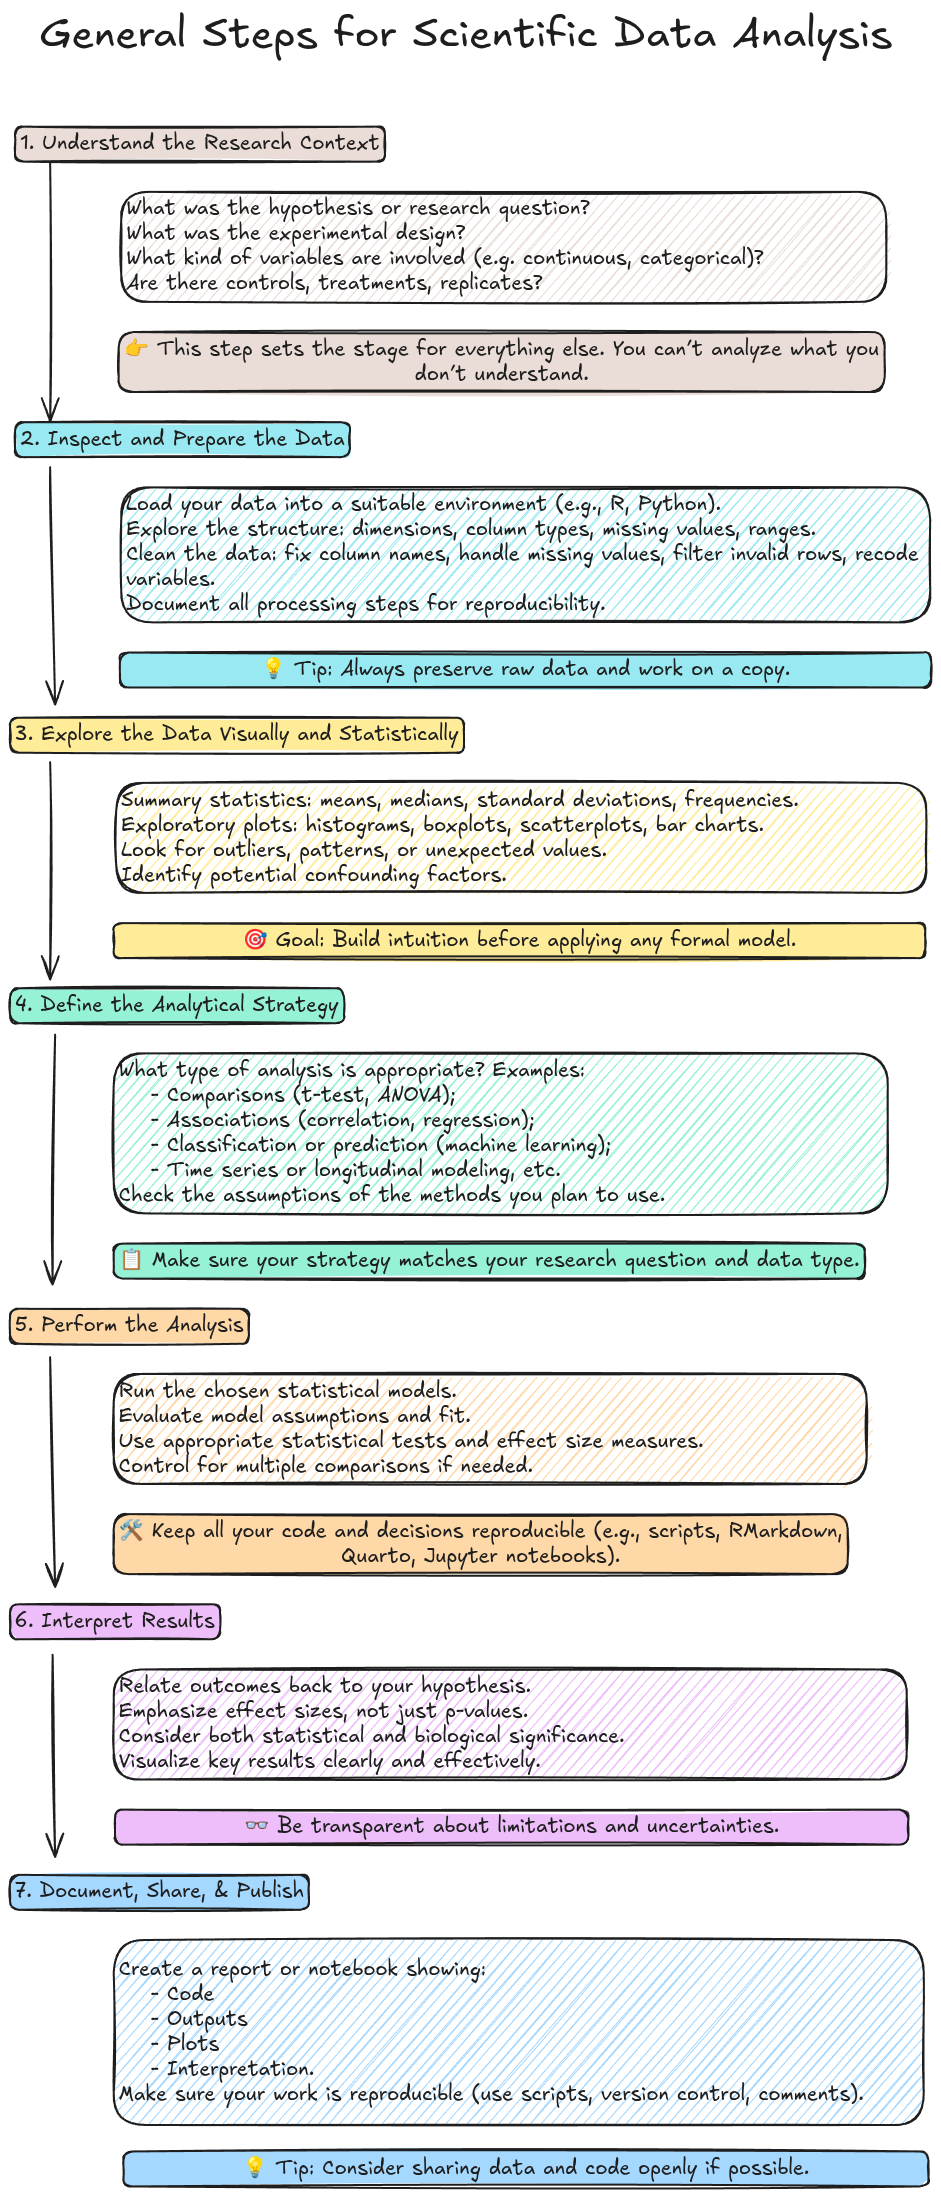 General Steps for Scientific Data Analysis
1. Understand the Research Context
What was the hypothesis or research question?
What was the experimental design?
What kind of variables are involved (e.g. continuous, categorical)?
Are there controls, treatments, replicates?
👉 This step sets the stage for everything else. You can't analyze what you
don't understand.
2. Inspect and Prepare the Data
Load your data into a suitable environment (e.g., R, Python).
Explore the structure: dimensions, column types, missing values, ranges.
Clean the data: fix column names, handle missing values, filter invalid rows, recode
variables.
Document all processing steps for reproducibility.
💡 Tip: Always preserve raw data and work on a copy.
3. Explore the Data Visually and Statistically
Summary statistics: means, medians, standard deviations, frequencies.
Exploratory plots: histograms, boxplots, scatterplots, bar charts.
Look for outliers, patterns, or unexpected values.
Identify potential confounding factors.
🎯 Goal: Build intuition before applying any formal model.
4. Define the Analytical Strategy
What type of analysis is appropriate? Examples:
- Comparisons (t-test, ANOVA);
- Associations (correlation, regression);
- Classification or prediction (machine learning);
- Time series or longitudinal modeling, etc.
Check the assumptions of the methods you plan to use.
📋 Make sure your strategy matches your research question and data type.
5. Perform the Analysis
Run the chosen statistical models.
Evaluate model assumptions and fit.
Use appropriate statistical tests and effect size measures.
Control for multiple comparisons if needed.
🛠️ Keep all your code and decisions reproducible (e.g., scripts, RMarkdown,
Quarto, Jupyter notebooks).
6. Interpret Results
Relate outcomes back to your hypothesis.
Emphasize effect sizes, not just p-values.
Consider both statistical and biological significance.
Visualize key results clearly and effectively.
👓 Be transparent about limitations and uncertainties.
7. Document, Share, & Publish
Create a report or notebook showing:
- Code
- Outputs
- Plots
- Interpretation.
Make sure your work is reproducible (use scripts, version control, comments).
💡 Tip: Consider sharing data and code openly if possible.